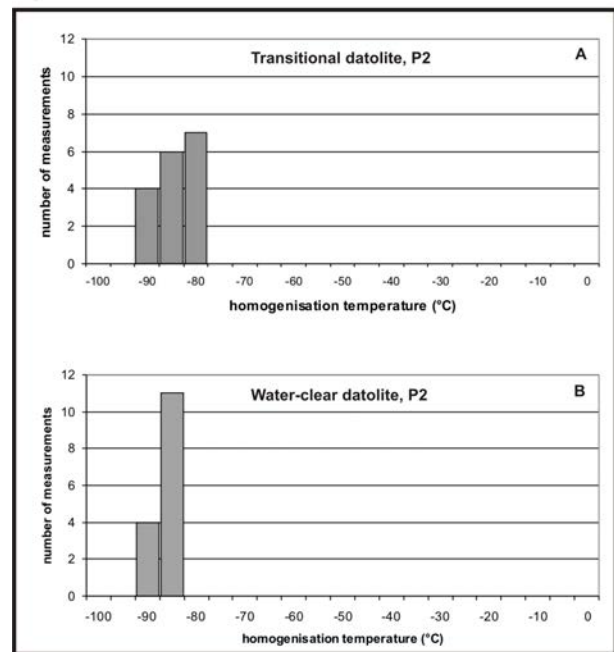 Transitional datolite, P2
A
number of measurements
12
10
8
6
4
2
0
-100 -90 -80 -70 -60 -50 -40 -30 -20 -10 0
homogenisation temperature (°C)
Water-clear datolite, P2
B
number of measurements
12
10
8
6
4
2
0
-100 -90 -80 -70 -60 -50 -40 -30 -20 -10 0
homogenisation temperature (°C)